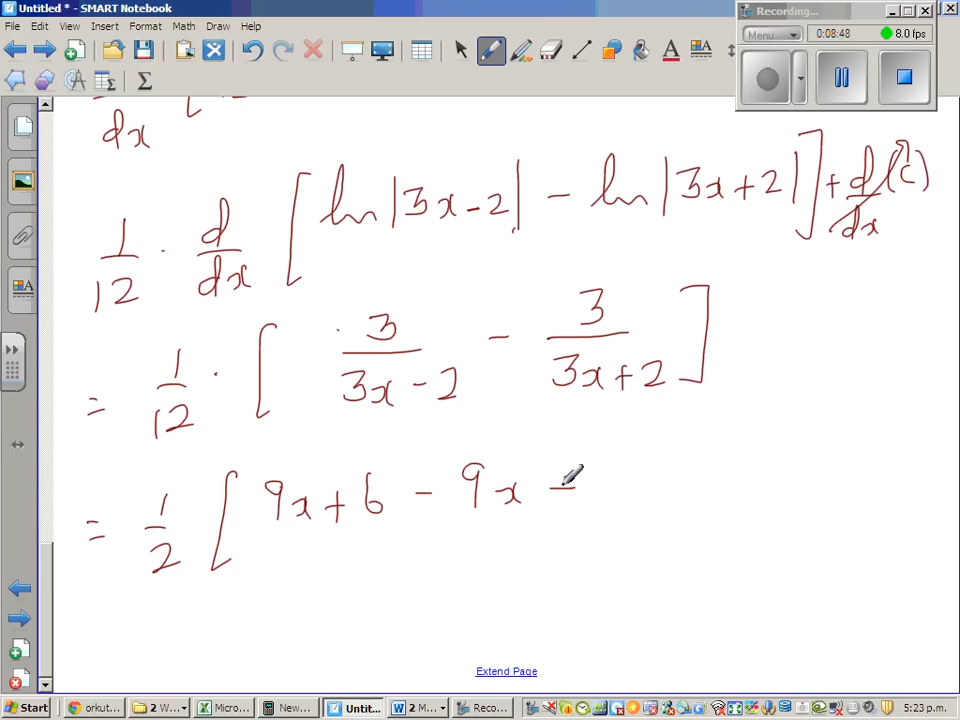 Untitled * - SMART Notebook
File Edit View Insert Format Math Draw Help
Recording...
Menu 0:08:48 8.0 fps
dx
1/12 · d/dx [ ln |3x-2| - ln |3x+2| ] + d/dx (c)
= 1/12 · [ 3/(3x-2) - 3/(3x+2) ]
= 1/2 [ 9x+6 - 9x -
Extend Page
Start orkut... 2 W... Micro... New... Untit... 2 M... Reco... 5:23 p.m.